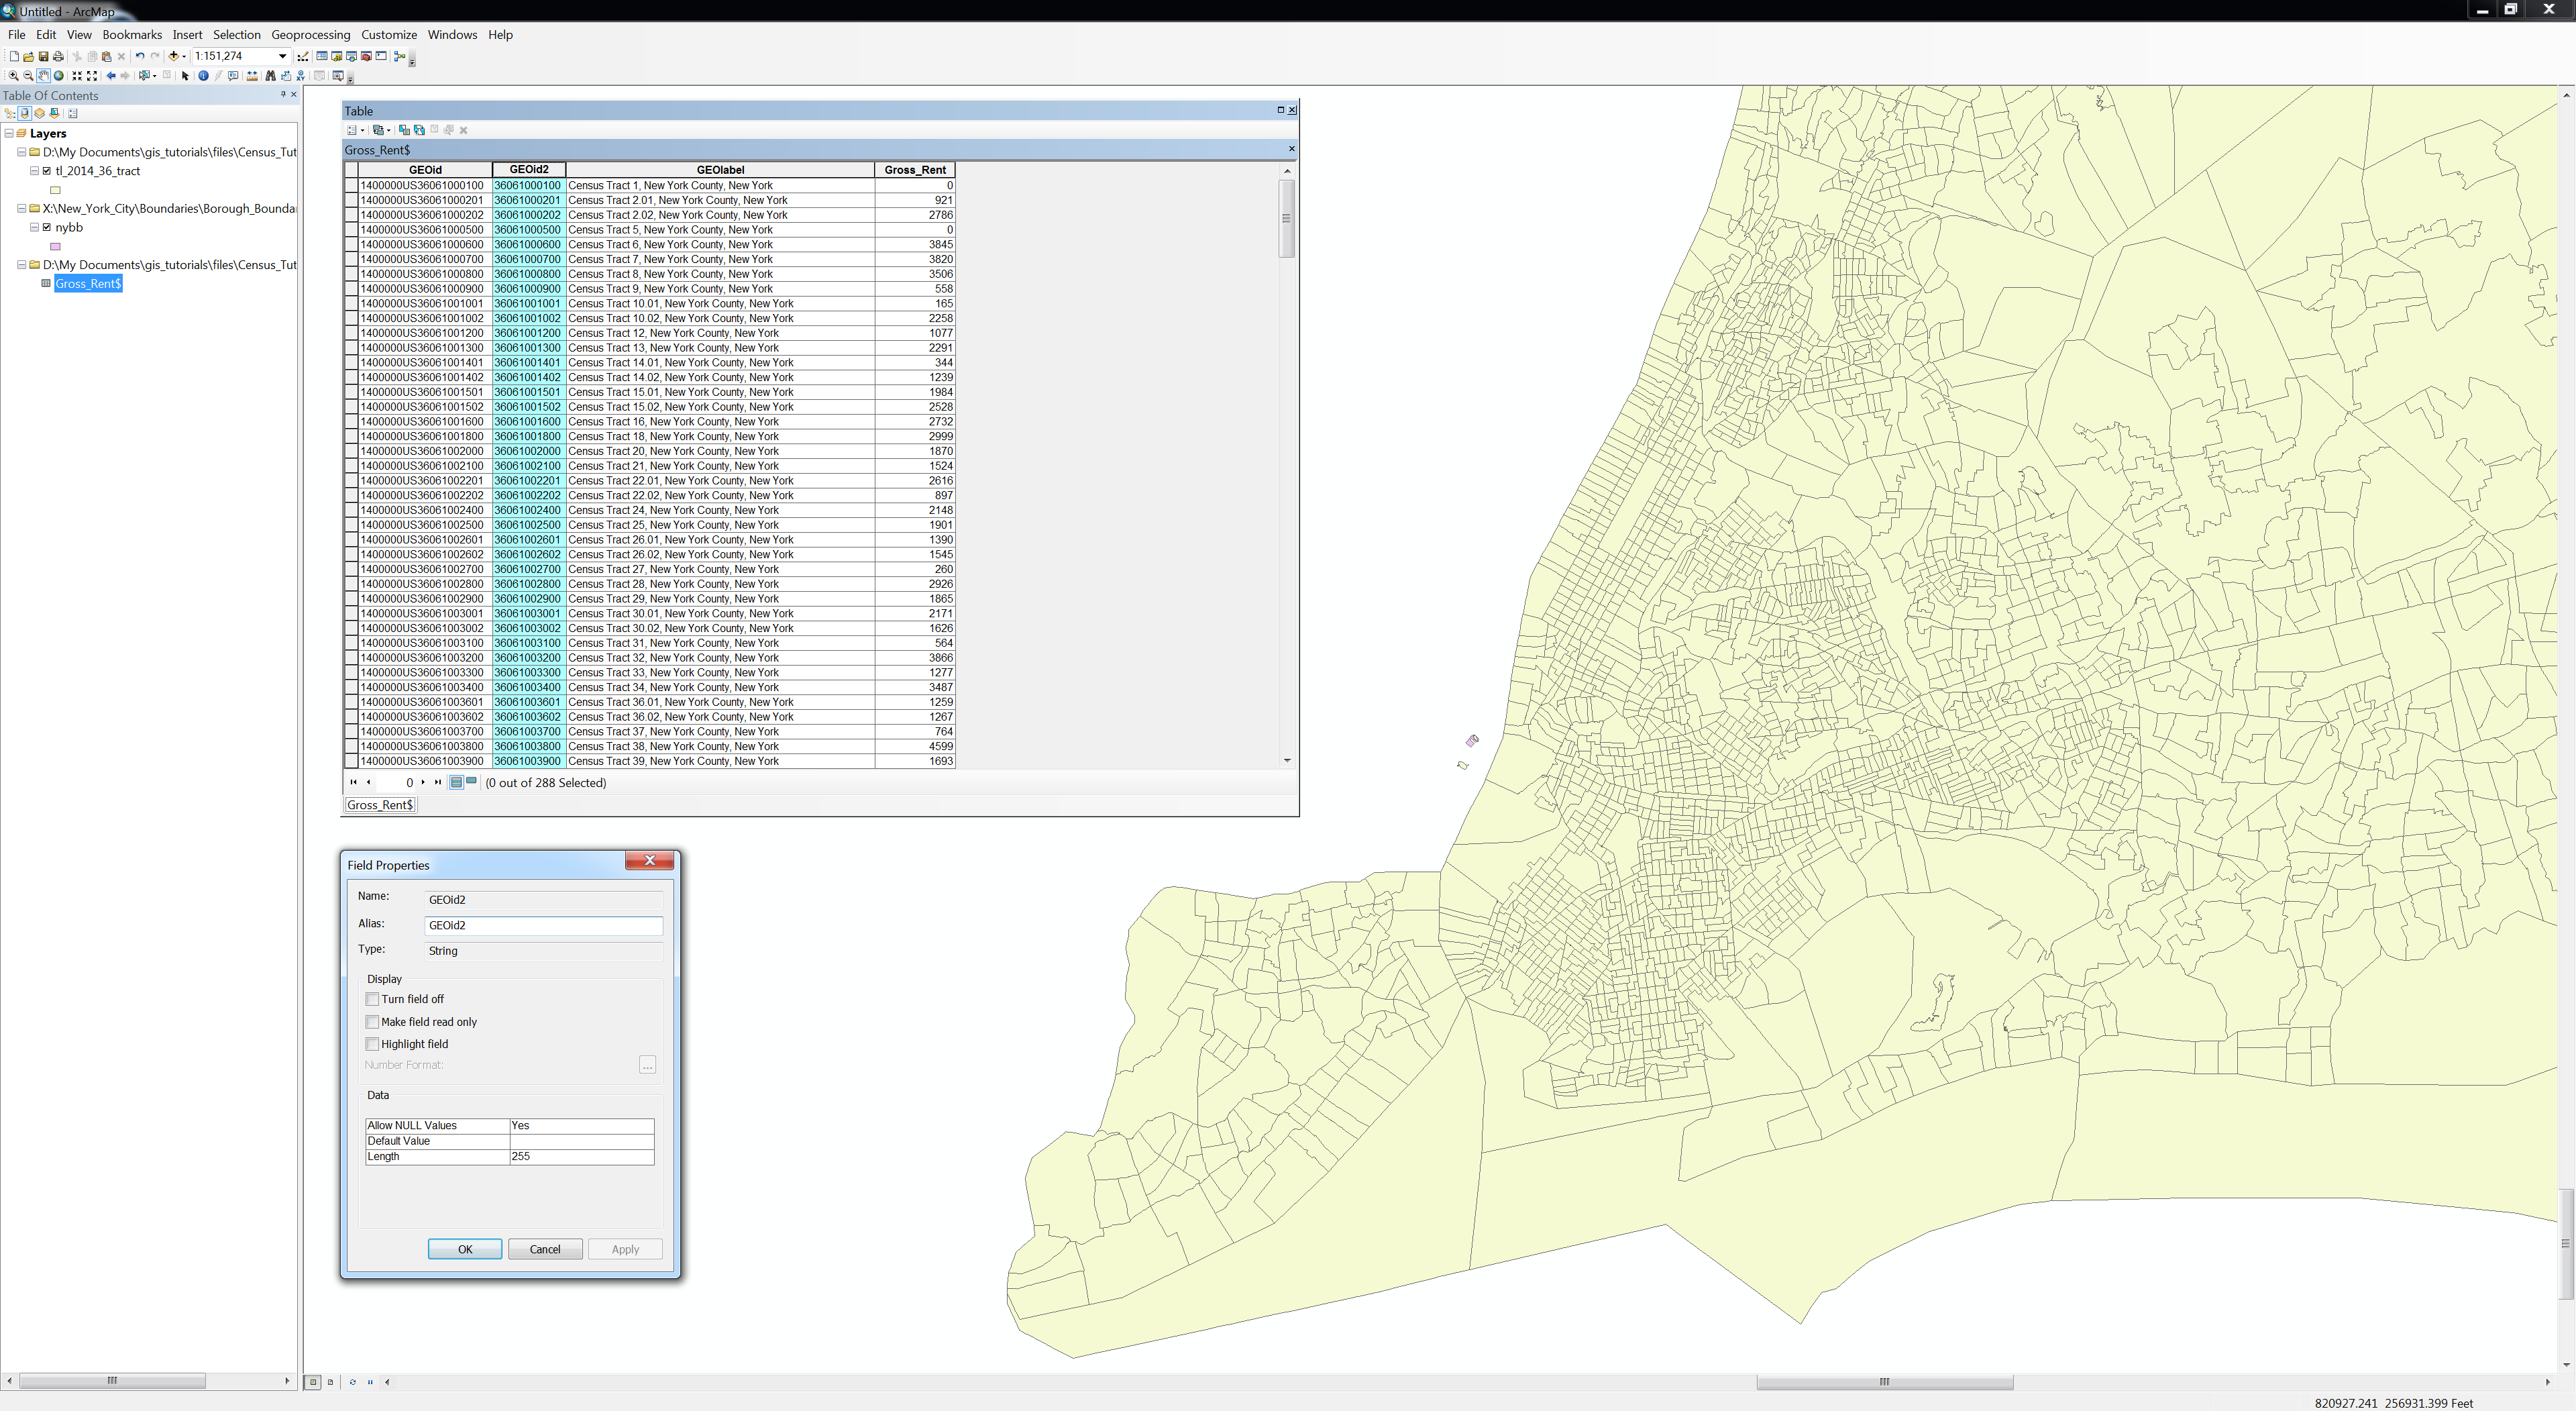 Untitled - ArcMap
File Edit View Bookmarks Insert Selection Geoprocessing Customize Windows Help
1:151,274
Table Of Contents
Layers
D:\My Documents\gis_tutorials\files\Census_Tut
tl_2014_36_tract
X:\New_York_City\Boundaries\Borough_Bounda
nybb
D:\My Documents\gis_tutorials\files\Census_Tut
Gross_Rent$
Table
Gross_Rent$
GEOid GEOid2 GEOlabel Gross_Rent
1400000US36061000100 36061000100 Census Tract 1, New York County, New York 0
1400000US36061000201 36061000201 Census Tract 2.01, New York County, New York 921
1400000US36061000202 36061000202 Census Tract 2.02, New York County, New York 2786
1400000US36061000500 36061000500 Census Tract 5, New York County, New York 0
1400000US36061000600 36061000600 Census Tract 6, New York County, New York 3845
1400000US36061000700 36061000700 Census Tract 7, New York County, New York 3820
1400000US36061000800 36061000800 Census Tract 8, New York County, New York 3506
1400000US36061000900 36061000900 Census Tract 9, New York County, New York 558
1400000US36061001001 36061001001 Census Tract 10.01, New York County, New York 165
1400000US36061001002 36061001002 Census Tract 10.02, New York County, New York 2258
1400000US36061001200 36061001200 Census Tract 12, New York County, New York 1077
1400000US36061001300 36061001300 Census Tract 13, New York County, New York 2291
1400000US36061001401 36061001401 Census Tract 14.01, New York County, New York 344
1400000US36061001402 36061001402 Census Tract 14.02, New York County, New York 1239
1400000US36061001501 36061001501 Census Tract 15.01, New York County, New York 1984
1400000US36061001502 36061001502 Census Tract 15.02, New York County, New York 2528
1400000US36061001600 36061001600 Census Tract 16, New York County, New York 2732
1400000US36061001800 36061001800 Census Tract 18, New York County, New York 2999
1400000US36061002000 36061002000 Census Tract 20, New York County, New York 1870
1400000US36061002100 36061002100 Census Tract 21, New York County, New York 1524
1400000US36061002201 36061002201 Census Tract 22.01, New York County, New York 2616
1400000US36061002202 36061002202 Census Tract 22.02, New York County, New York 897
1400000US36061002400 36061002400 Census Tract 24, New York County, New York 2148
1400000US36061002500 36061002500 Census Tract 25, New York County, New York 1901
1400000US36061002601 36061002601 Census Tract 26.01, New York County, New York 1390
1400000US36061002602 36061002602 Census Tract 26.02, New York County, New York 1545
1400000US36061002700 36061002700 Census Tract 27, New York County, New York 260
1400000US36061002800 36061002800 Census Tract 28, New York County, New York 2926
1400000US36061002900 36061002900 Census Tract 29, New York County, New York 1865
1400000US36061003001 36061003001 Census Tract 30.01, New York County, New York 2171
1400000US36061003002 36061003002 Census Tract 30.02, New York County, New York 1626
1400000US36061003100 36061003100 Census Tract 31, New York County, New York 564
1400000US36061003200 36061003200 Census Tract 32, New York County, New York 3866
1400000US36061003300 36061003300 Census Tract 33, New York County, New York 1277
1400000US36061003400 36061003400 Census Tract 34, New York County, New York 3487
1400000US36061003601 36061003601 Census Tract 36.01, New York County, New York 1259
1400000US36061003602 36061003602 Census Tract 36.02, New York County, New York 1267
1400000US36061003700 36061003700 Census Tract 37, New York County, New York 764
1400000US36061003800 36061003800 Census Tract 38, New York County, New York 4599
1400000US36061003900 36061003900 Census Tract 39, New York County, New York 1693
0 (0 out of 288 Selected)
Gross_Rent$
Field Properties
Name: GEOid2
Alias: GEOid2
Type: String
Display
Turn field off
Make field read only
Highlight field
Number Format: ...
Data
Allow NULL Values Yes
Default Value
Length 255
OK Cancel Apply
820927.241 256931.399 Feet